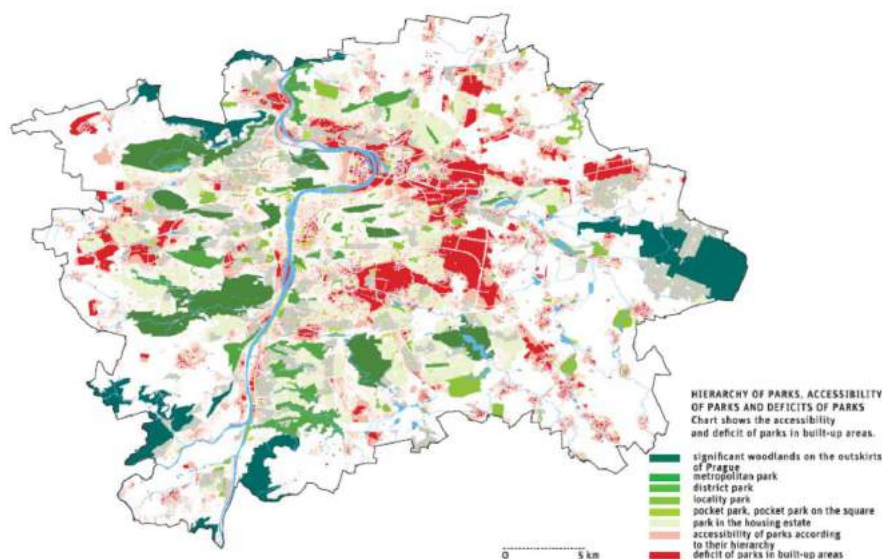 HIERARCHY OF PARKS, ACCESSIBILITY
OF PARKS AND DEFICITS OF PARKS
Chart shows the accessibility
and deficit of parks in built-up areas.
significant woodlands on the outskirts
of Prague
metropolitan park
district park
locality park
pocket park, pocket park on the square
park in the housing estate
accessibility of parks according
to their hierarchy
deficit of parks in built-up areas
0 5 km